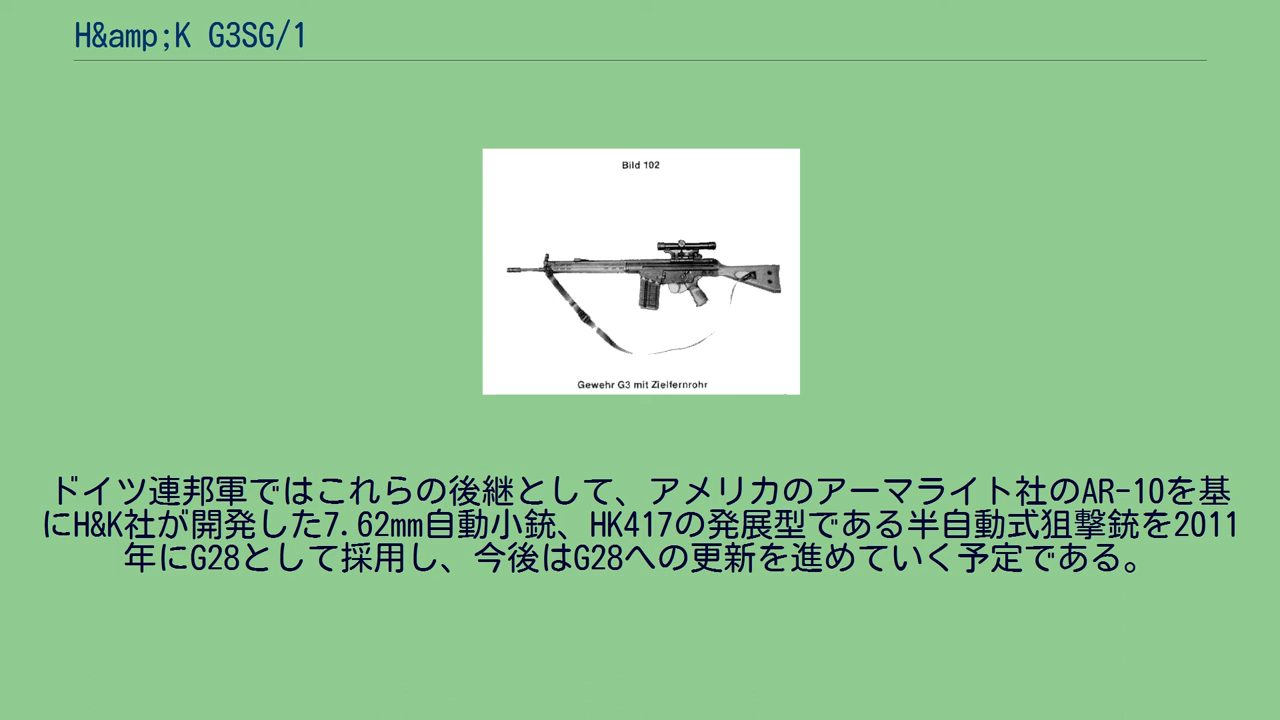 H&amp;K G3SG/1
Bild 102
Gewehr G3 mit Zielfernrohr
ドイツ連邦軍ではこれらの後継として、アメリカのアーマライト社のAR-10を基
にH&K社が開発した7.62mm自動小銃、HK417の発展型である半自動式狙撃銃を2011
年にG28として採用し、今後はG28への更新を進めていく予定である。